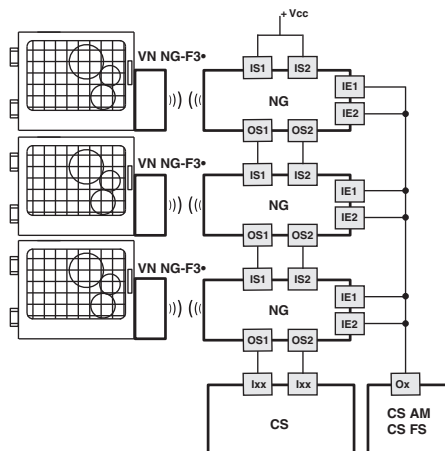 + Vcc
VN NG-F3•
IS1 IS2
IE1
NG
IE2
OS1 OS2
VN NG-F3•
IS1 IS2
IE1
NG
IE2
OS1 OS2
VN NG-F3•
IS1 IS2
IE1
NG
IE2
OS1 OS2
Ixx Ixx Ox
CS
CS AM
CS FS